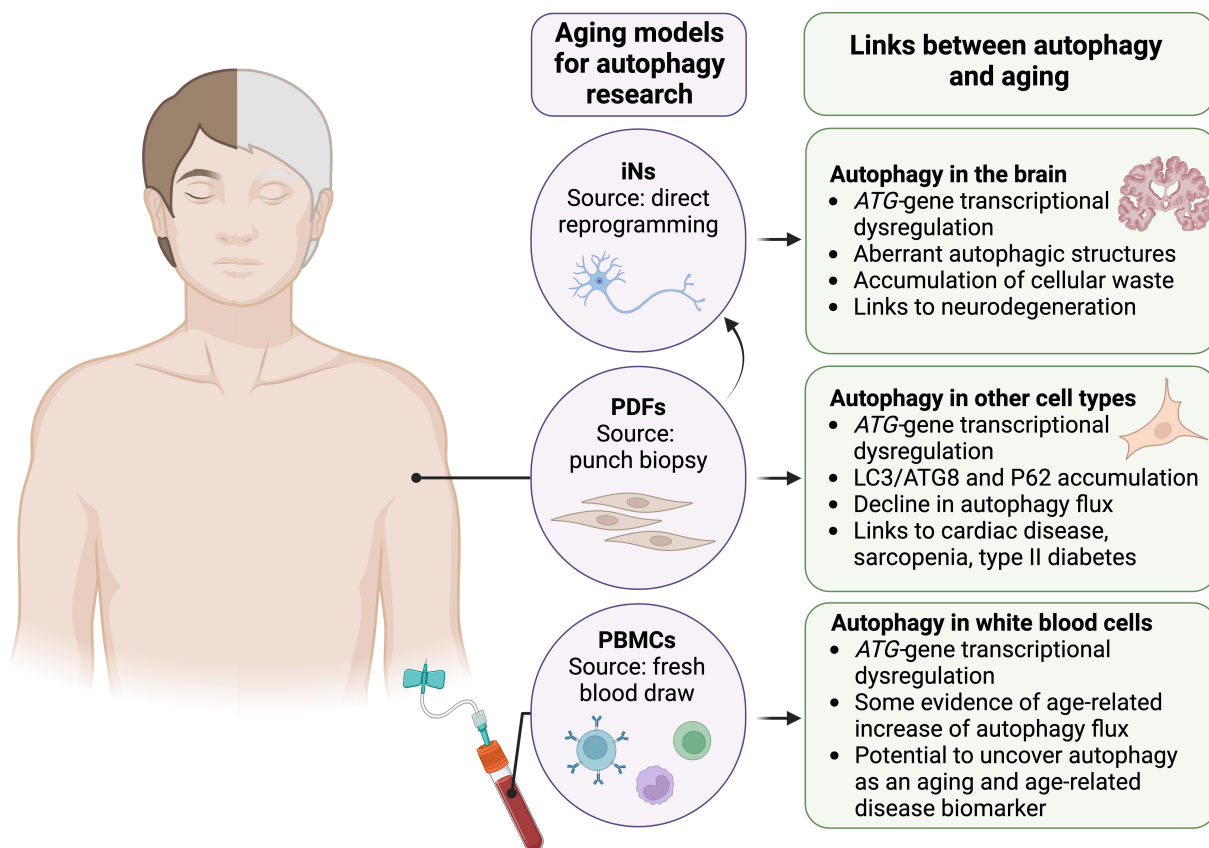 Aging models
for autophagy
research
Links between autophagy
and aging
iNs
Source: direct
reprogramming
Autophagy in the brain
• ATG-gene transcriptional
dysregulation
• Aberrant autophagic structures
• Accumulation of cellular waste
• Links to neurodegeneration
PDFs
Source:
punch biopsy
Autophagy in other cell types
• ATG-gene transcriptional
dysregulation
• LC3/ATG8 and P62 accumulation
• Decline in autophagy flux
• Links to cardiac disease,
sarcopenia, type II diabetes
PBMCs
Source: fresh
blood draw
Autophagy in white blood cells
• ATG-gene transcriptional
dysregulation
• Some evidence of age-related
increase of autophagy flux
• Potential to uncover autophagy
as an aging and age-related
disease biomarker